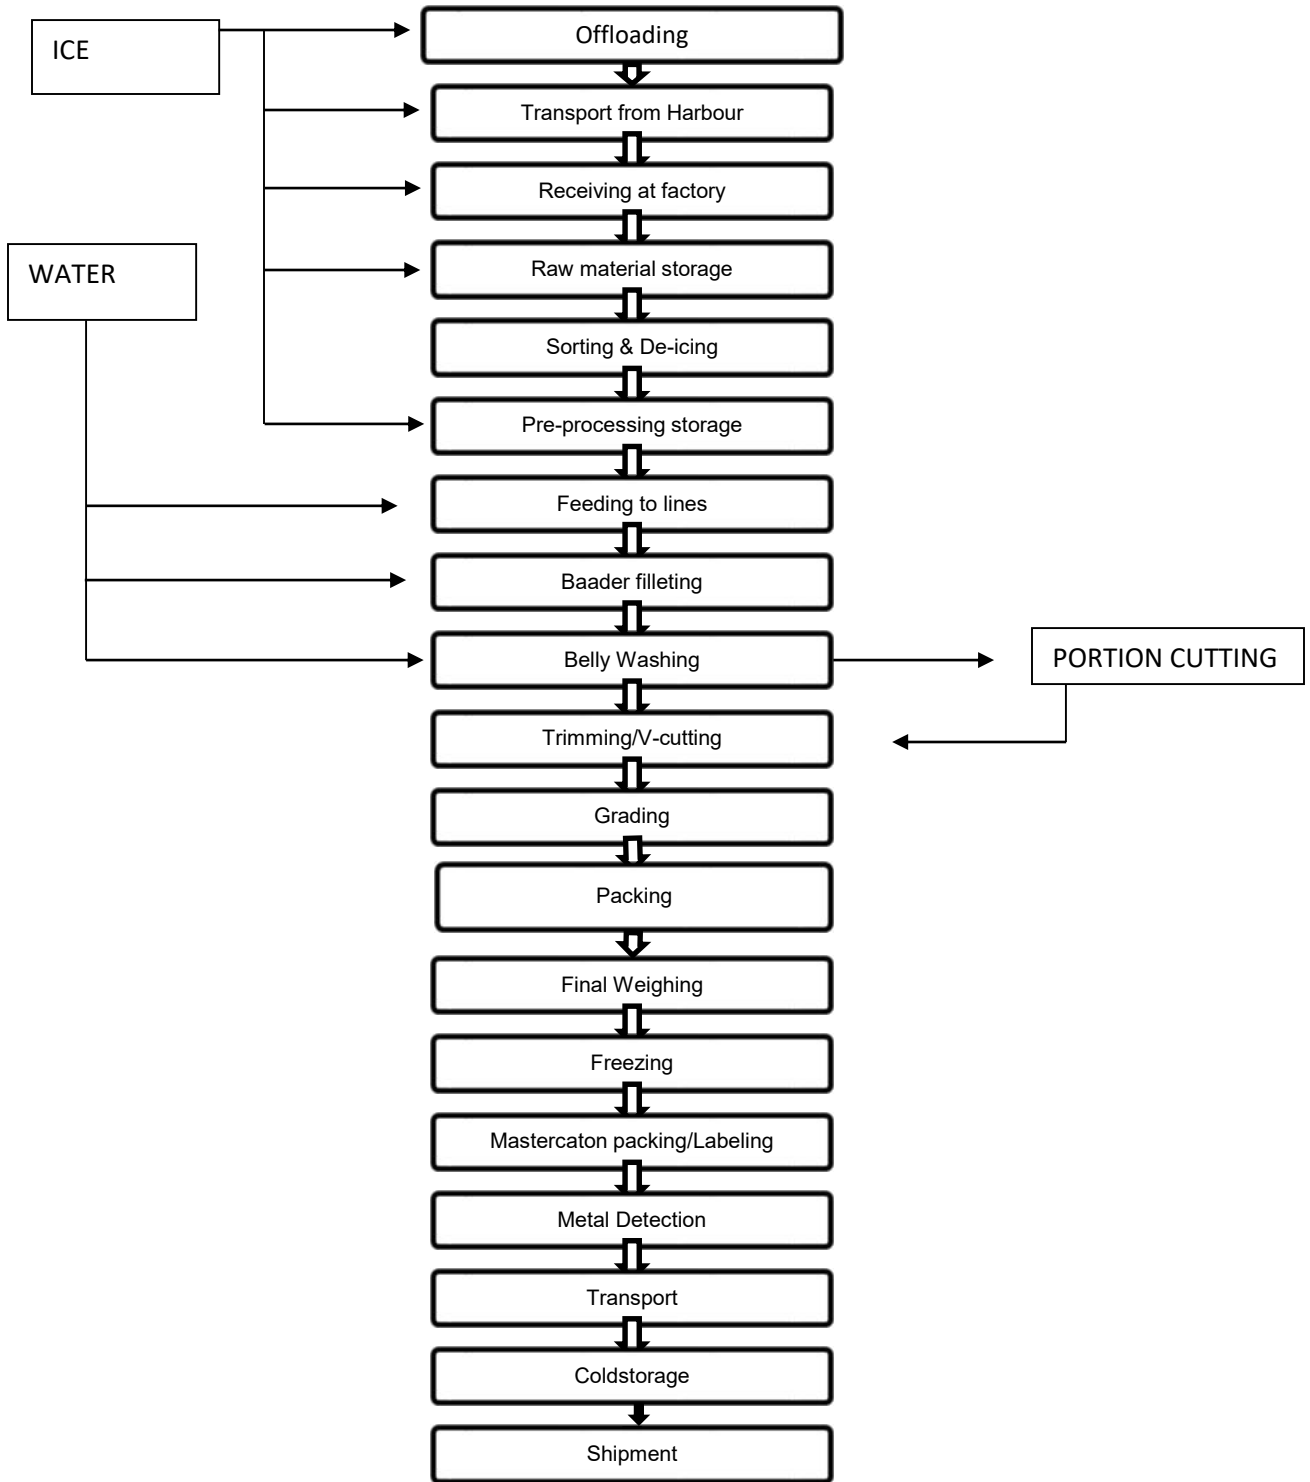 ICE
Offloading
Transport from Harbour
Receiving at factory
WATER
Raw material storage
Sorting & De-icing
Pre-processing storage
Feeding to lines
Baader filleting
Belly Washing
PORTION CUTTING
Trimming/V-cutting
Grading
Packing
Final Weighing
Freezing
Mastercaton packing/Labeling
Metal Detection
Transport
Coldstorage
Shipment